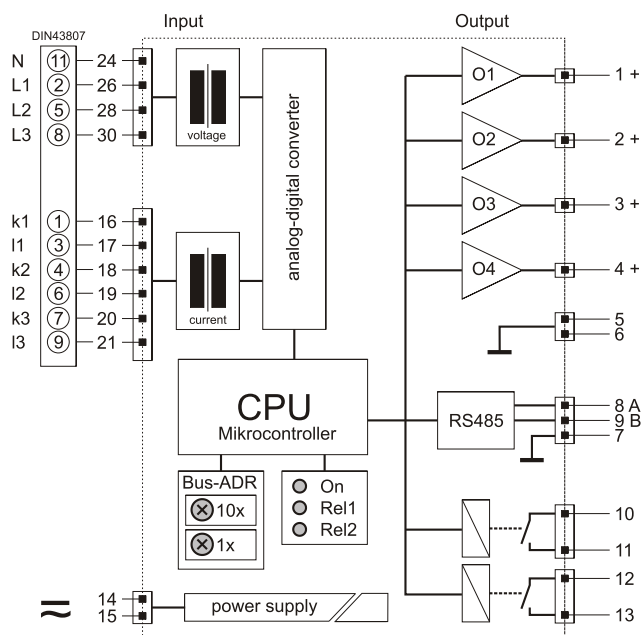 Input
Output
DIN43807
N 11 24
L1 2 26
L2 5 28
L3 8 30
voltage
analog-digital converter
O1 1 +
O2 2 +
O3 3 +
O4 4 +
k1 1 16
l1 3 17
k2 4 18
l2 6 19
k3 7 20
l3 9 21
current
5
6
CPU
Mikrocontroller
RS485
8 A
9 B
7
Bus-ADR
10x
1x
On
Rel1
Rel2
10
11
12
13
≂ 14
15
power supply